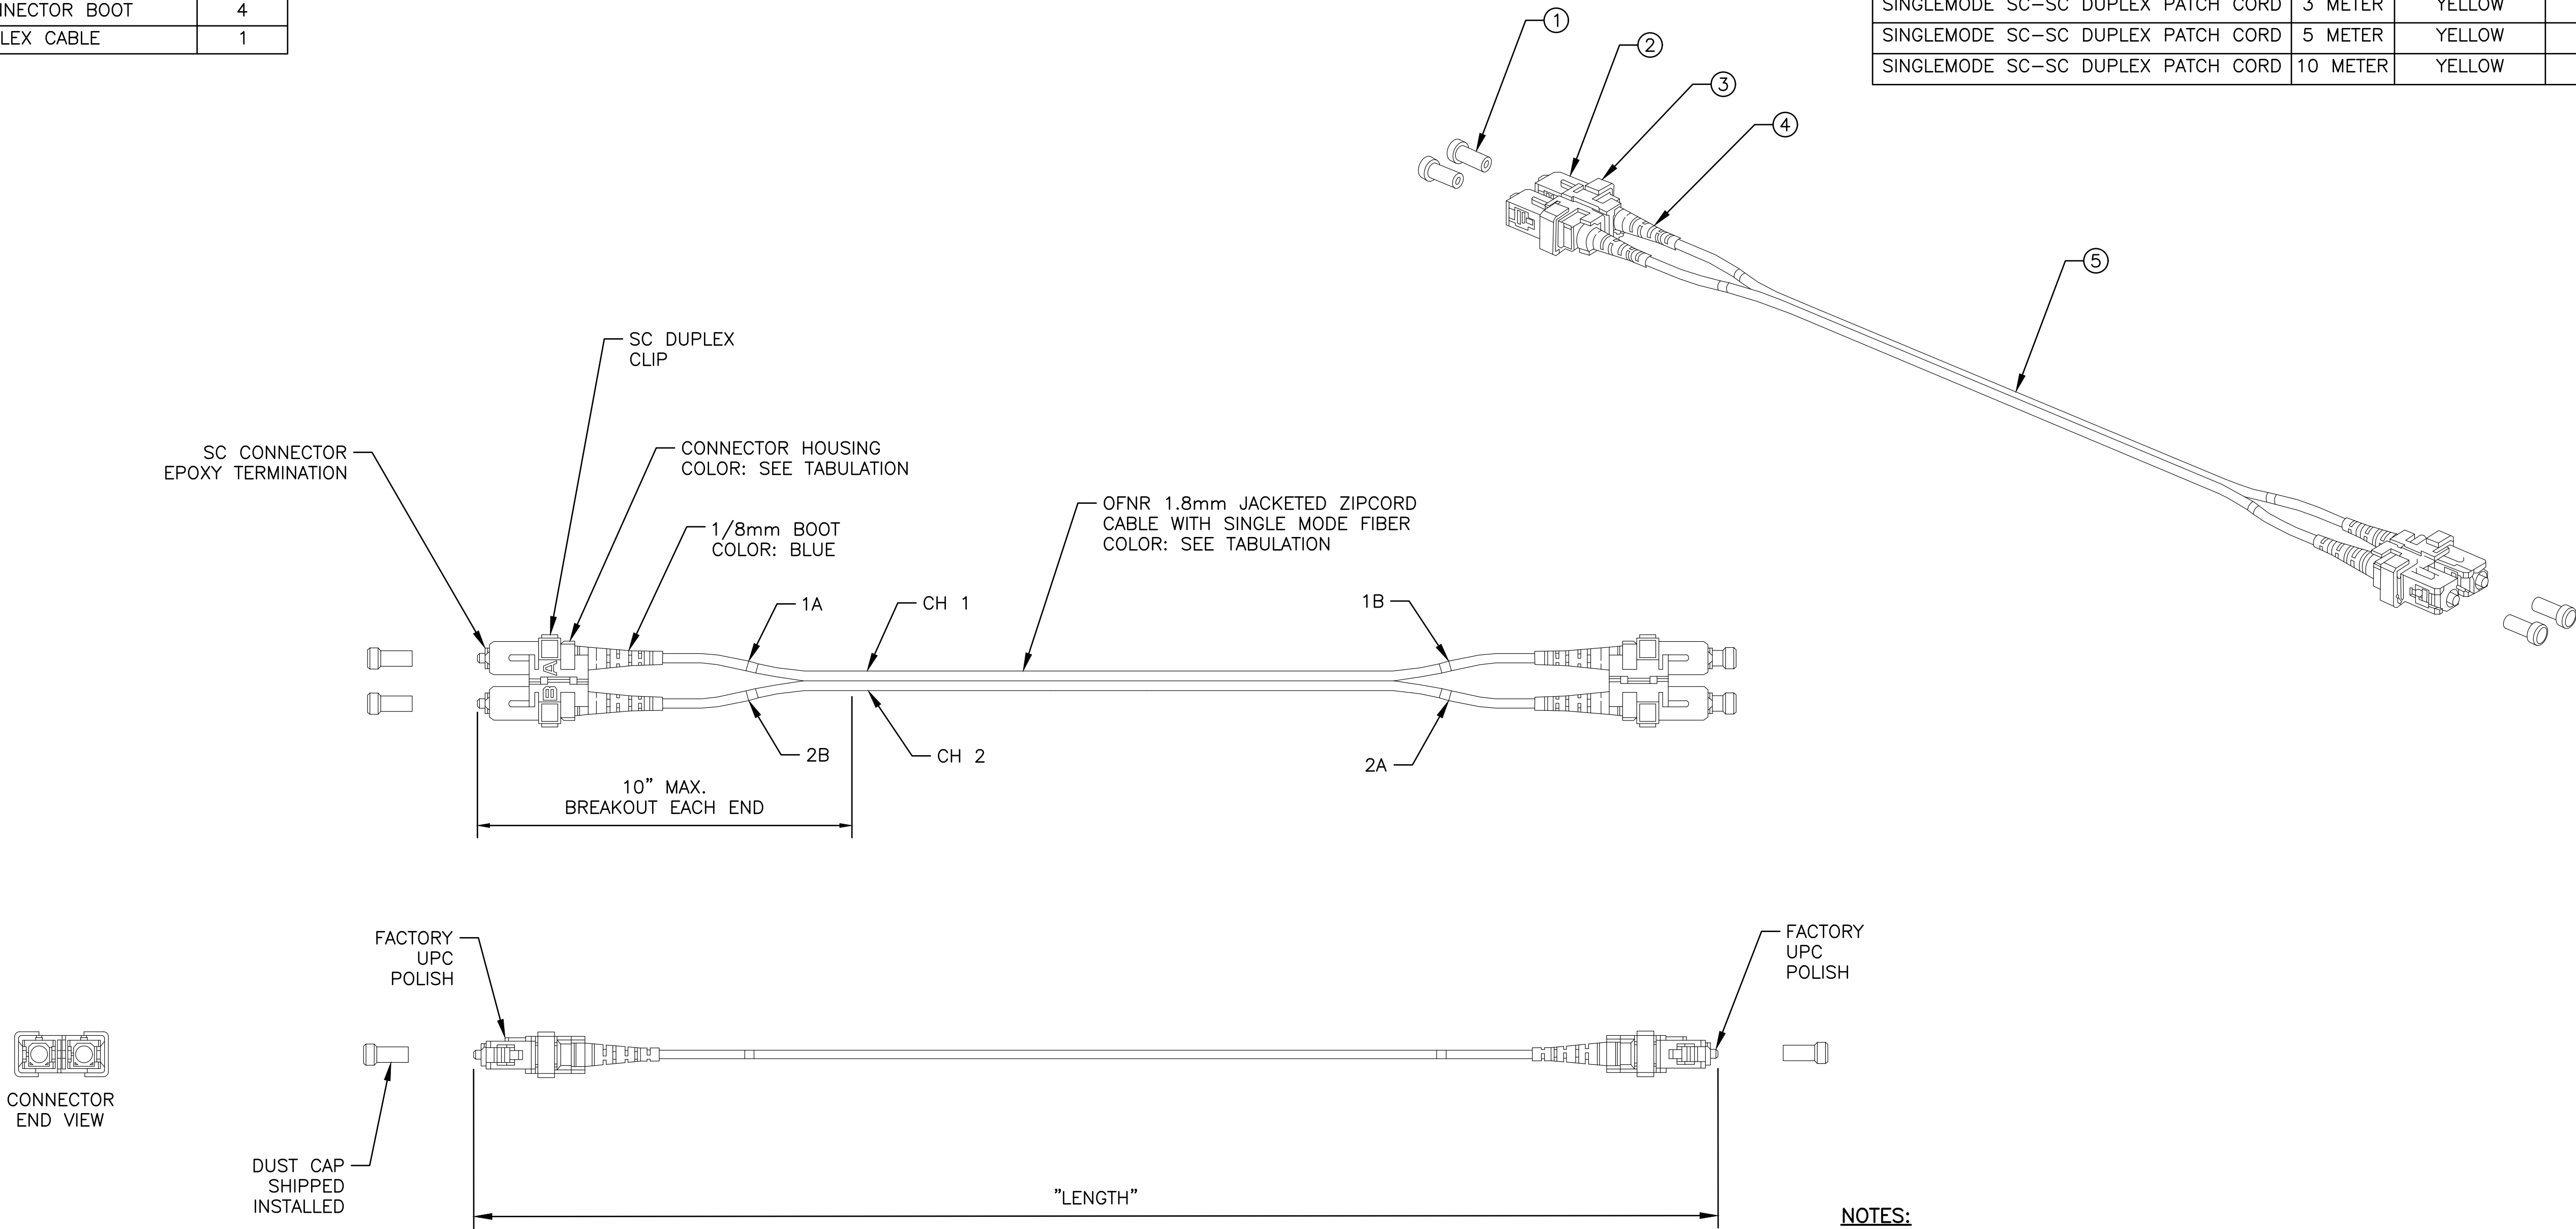 NNECTOR BOOT 4
LEX CABLE 1
SINGLEMODE SC-SC DUPLEX PATCH CORD 3 METER YELLOW
SINGLEMODE SC-SC DUPLEX PATCH CORD 5 METER YELLOW
SINGLEMODE SC-SC DUPLEX PATCH CORD 10 METER YELLOW
1
2
3
4
5
SC DUPLEX
CLIP
SC CONNECTOR
EPOXY TERMINATION
CONNECTOR HOUSING
COLOR: SEE TABULATION
1/8mm BOOT
COLOR: BLUE
OFNR 1.8mm JACKETED ZIPCORD
CABLE WITH SINGLE MODE FIBER
COLOR: SEE TABULATION
1A
CH 1
1B
A
B
2B
CH 2
2A
10” MAX.
BREAKOUT EACH END
FACTORY
UPC
POLISH
FACTORY
UPC
POLISH
CONNECTOR
END VIEW
DUST CAP
SHIPPED
INSTALLED
”LENGTH”
NOTES: